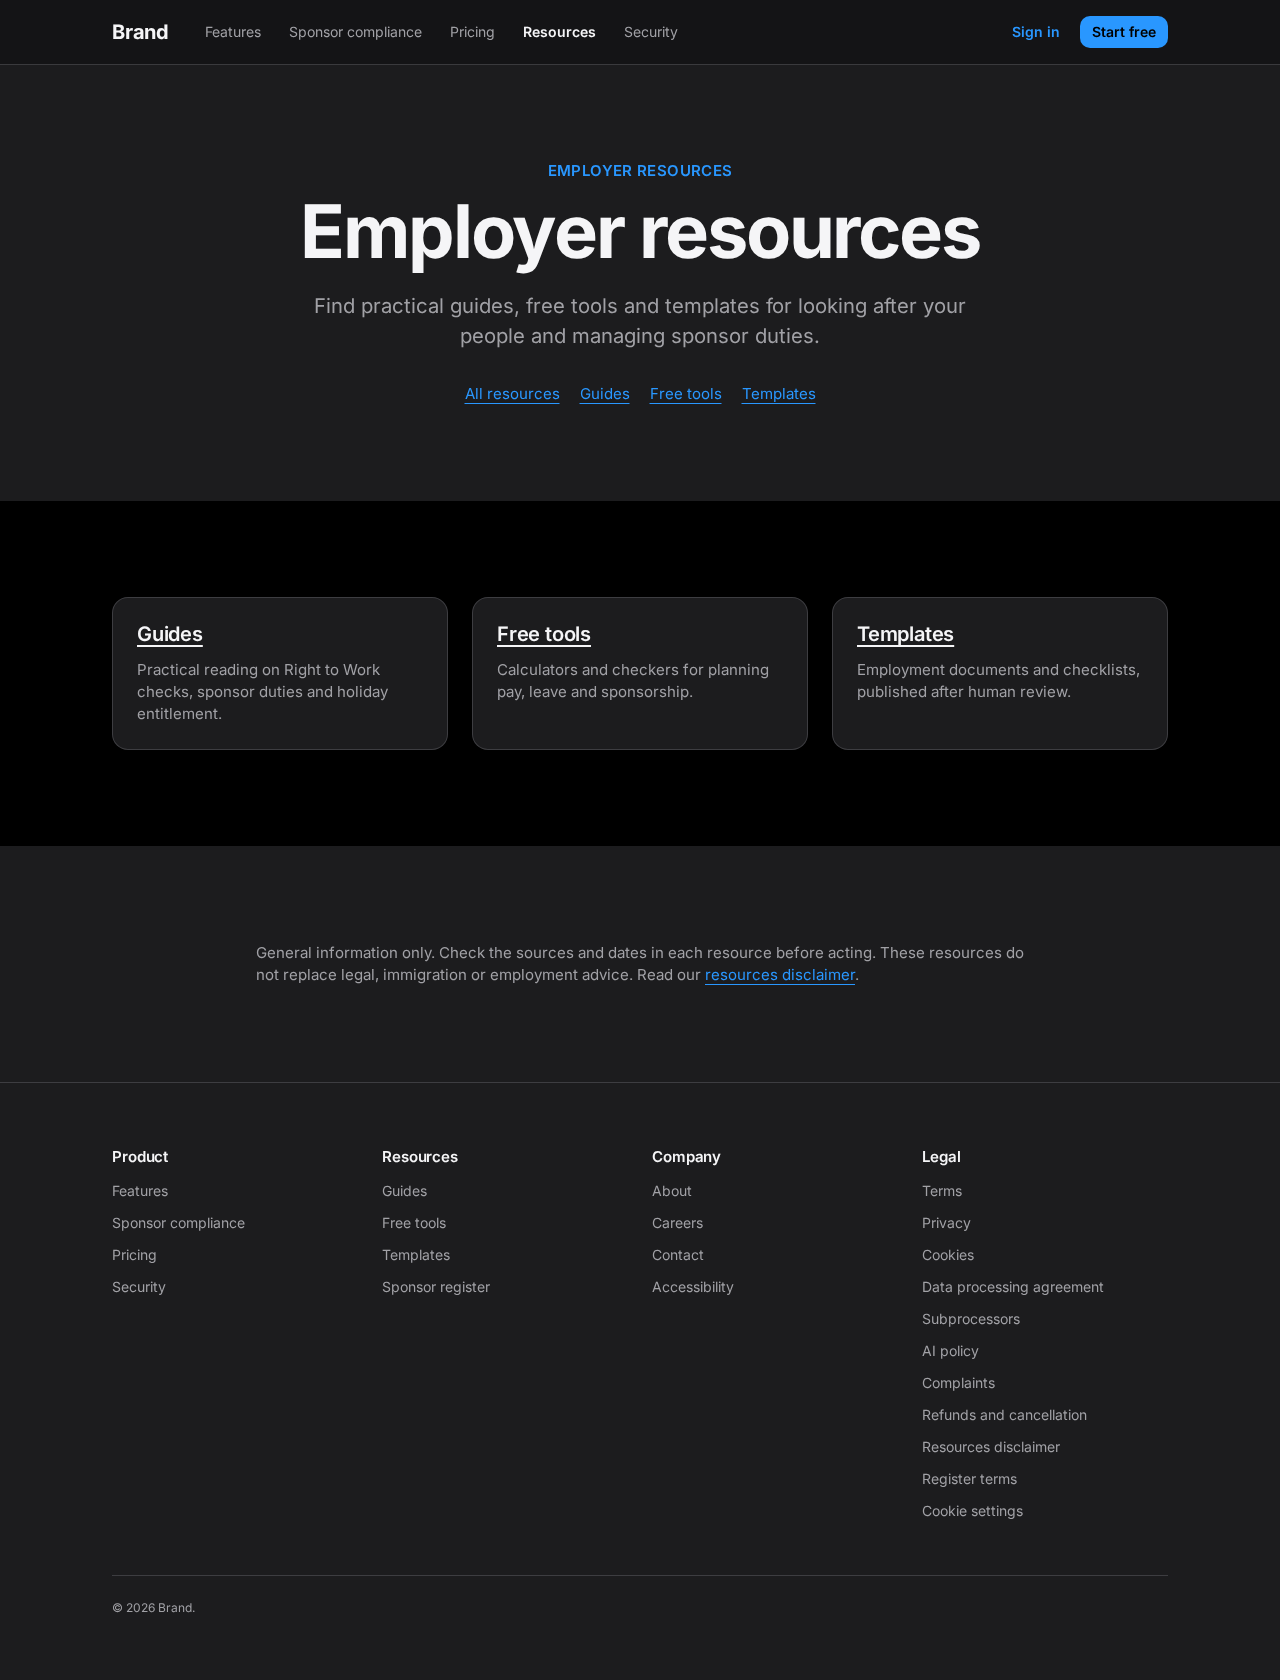 Brand
Features
Sponsor compliance
Pricing
Resources
Security
Sign in
Start free
EMPLOYER RESOURCES
Employer resources
Find practical guides, free tools and templates for looking after your
people and managing sponsor duties.
All resources
Guides
Free tools
Templates
Guides
Practical reading on Right to Work
checks, sponsor duties and holiday
entitlement.
Free tools
Calculators and checkers for planning
pay, leave and sponsorship.
Templates
Employment documents and checklists,
published after human review.
General information only. Check the sources and dates in each resource before acting. These resources do
not replace legal, immigration or employment advice. Read our resources disclaimer.
Product
Features
Sponsor compliance
Pricing
Security
Resources
Guides
Free tools
Templates
Sponsor register
Company
About
Careers
Contact
Accessibility
Legal
Terms
Privacy
Cookies
Data processing agreement
Subprocessors
AI policy
Complaints
Refunds and cancellation
Resources disclaimer
Register terms
Cookie settings
© 2026 Brand.